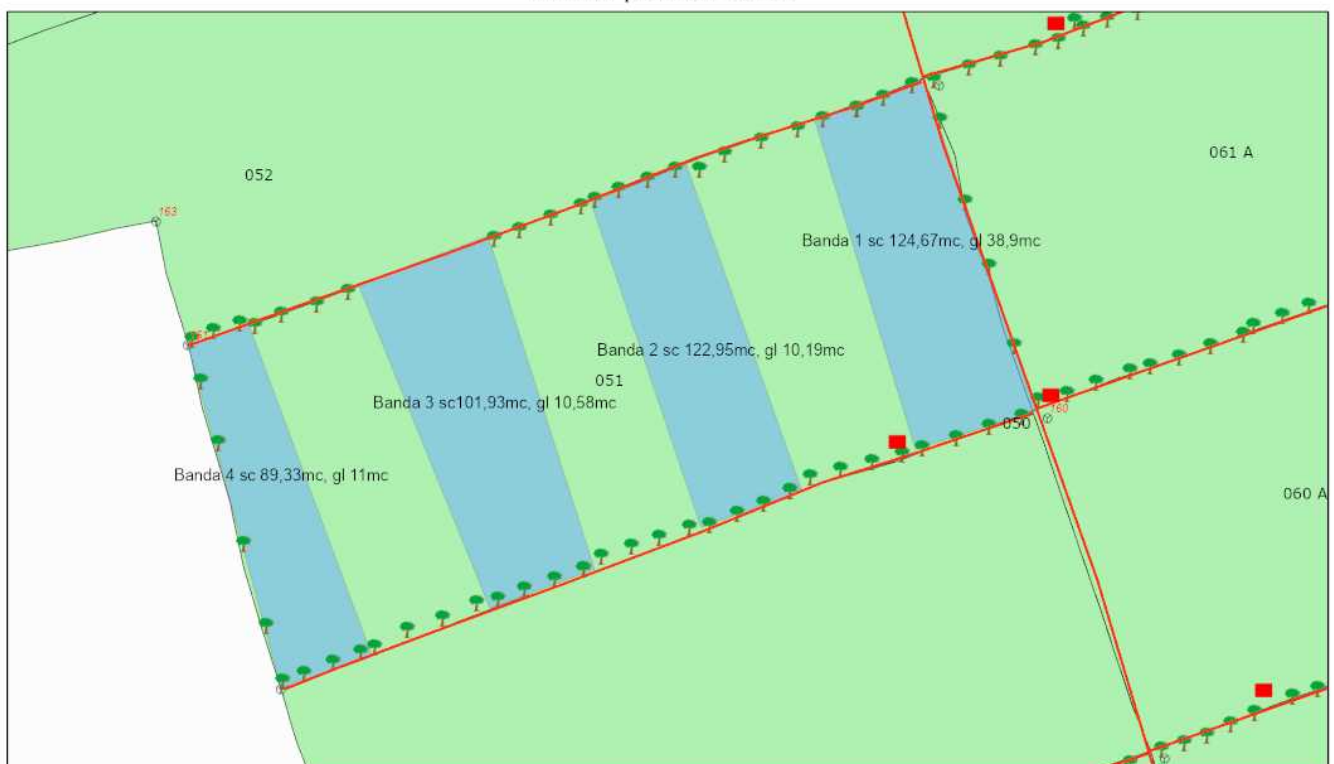 061 A
052
163
Banda 1 sc 124,67mc, gl 38,9mc
Banda 2 sc 122,95mc, gl 10,19mc
051
Banda 3 sc101,93mc, gl 10,58mc
160
050
Banda 4 sc 89,33mc, gl 11mc
060 A